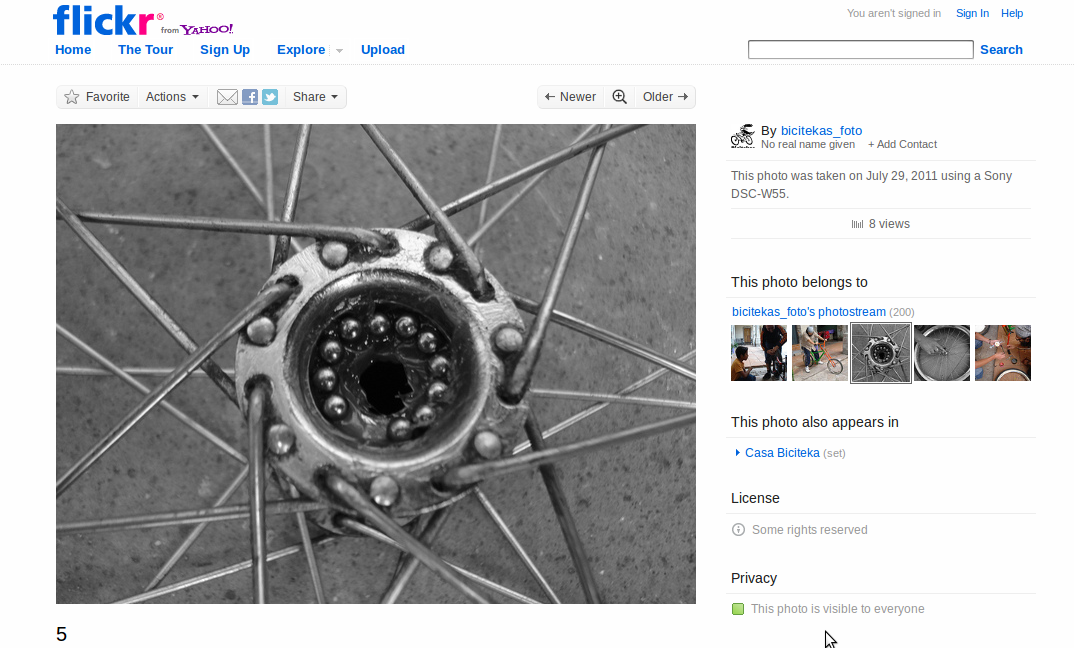 flickr® from YAHOO!
You aren't signed in Sign In Help
Home The Tour Sign Up Explore Upload
Search
Favorite Actions Share Newer Older
By bicitekas_foto
No real name given + Add Contact
This photo was taken on July 29, 2011 using a Sony
DSC-W55.
8 views
This photo belongs to
bicitekas_foto's photostream (200)
This photo also appears in
Casa Biciteka (set)
License
Some rights reserved
Privacy
This photo is visible to everyone
5